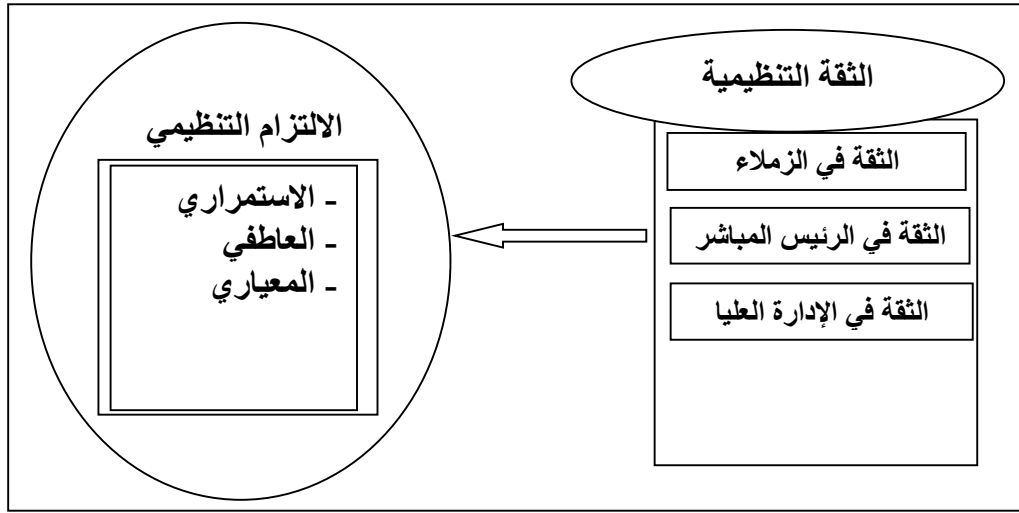 الثقة التنظيمية
الثقة في الزملاء
الثقة في الرئيس المباشر
الثقة في الإدارة العليا
الالتزام التنظيمي
- الاستمراري
- العاطفي
- المعياري